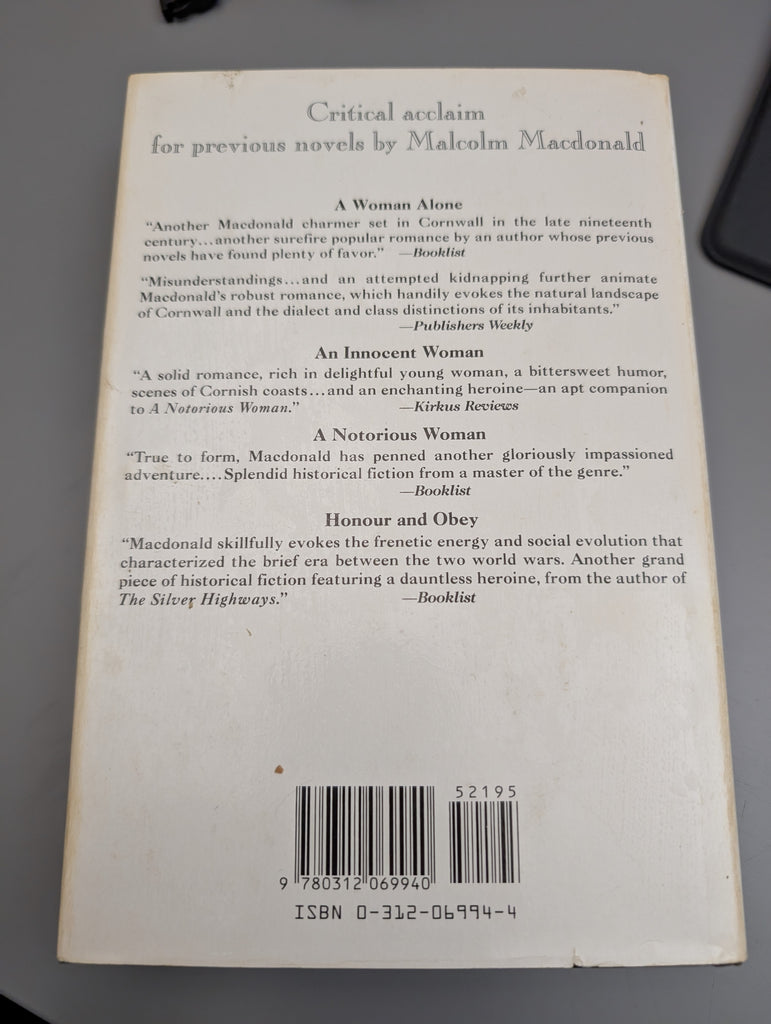 Critical acclaim
for previous novels by Malcolm Macdonald
A Woman Alone
“Another Macdonald charmer set in Cornwall in the late nineteenth
century...another surefire popular romance by an author whose previous
novels have found plenty of favor.” —Booklist
“Misunderstandings...and an attempted kidnapping further animate
Macdonald's robust romance, which handily evokes the natural landscape
of Cornwall and the dialect and class distinctions of its inhabitants.”
—Publishers Weekly
An Innocent Woman
“A solid romance, rich in delightful young woman, a bittersweet humor,
scenes of Cornish coasts...and an enchanting heroine—an apt companion
to A Notorious Woman.” —Kirkus Reviews
A Notorious Woman
“True to form, Macdonald has penned another gloriously impassioned
adventure....Splendid historical fiction from a master of the genre.”
—Booklist
Honour and Obey
“Macdonald skillfully evokes the frenetic energy and social evolution that
characterized the brief era between the two world wars. Another grand
piece of historical fiction featuring a dauntless heroine, from the author of
The Silver Highways.” —Booklist
52195
9 780312 069940
ISBN 0-312-06994-4